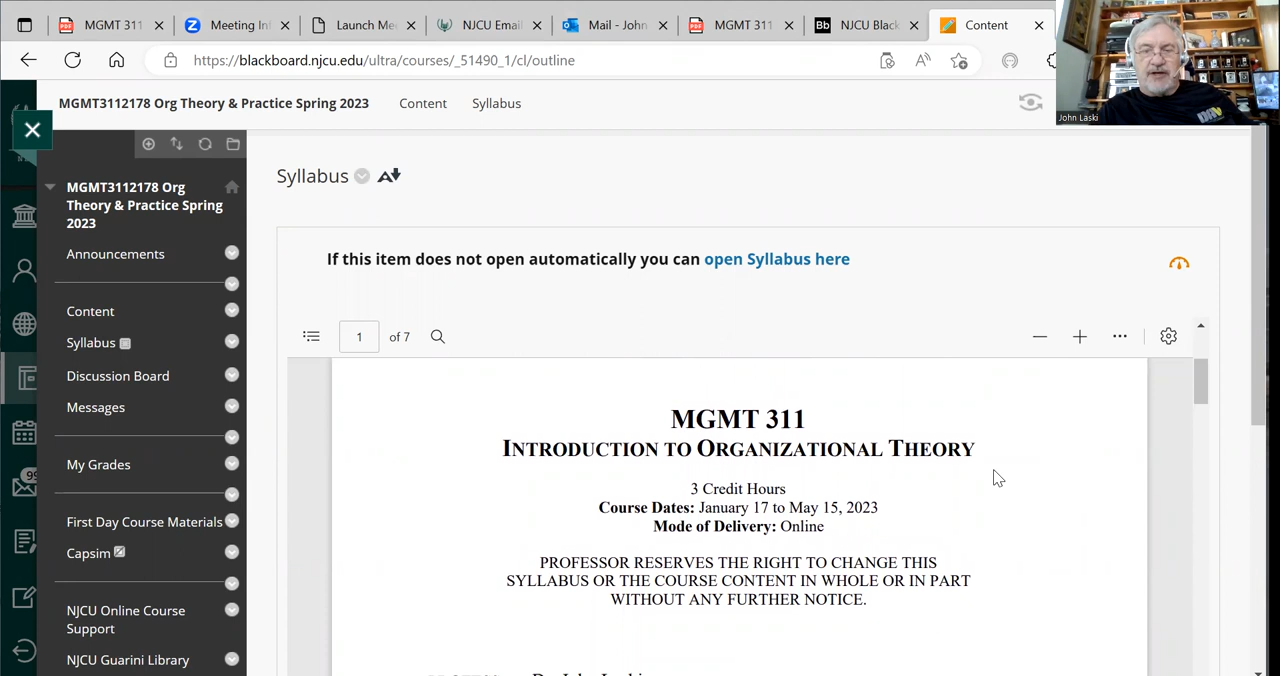 MGMT 311
Meeting In
Launch Me
NJCU Email
Mail - John
MGMT 311
Bb NJCU Black
Content
https://blackboard.njcu.edu/ultra/courses/_51490_1/cl/outline
John Laski
MGMT3112178 Org Theory & Practice Spring 2023
Content
Syllabus
MGMT3112178 Org
Theory & Practice Spring
2023
Announcements
Content
Syllabus
Discussion Board
Messages
My Grades
First Day Course Materials
Capsim
NJCU Online Course
Support
NJCU Guarini Library
99
Syllabus
If this item does not open automatically you can open Syllabus here
1 of 7
MGMT 311
INTRODUCTION TO ORGANIZATIONAL THEORY
3 Credit Hours
Course Dates: January 17 to May 15, 2023
Mode of Delivery: Online
PROFESSOR RESERVES THE RIGHT TO CHANGE THIS
SYLLABUS OR THE COURSE CONTENT IN WHOLE OR IN PART
WITHOUT ANY FURTHER NOTICE.